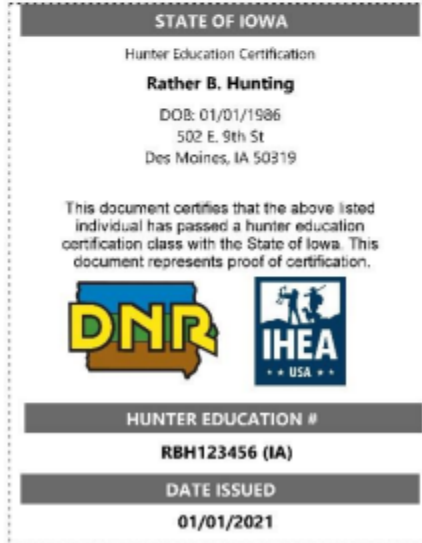 STATE OF IOWA
Hunter Education Certification
Rather B. Hunting
DOB: 01/01/1986
502 E. 9th St
Des Moines, IA 50319
This document certifies that the above listed
individual has passed a hunter education
certification class with the State of Iowa. This
document represents proof of certification.
DNR
IHEA
USA
HUNTER EDUCATION #
RBH123456 (IA)
DATE ISSUED
01/01/2021